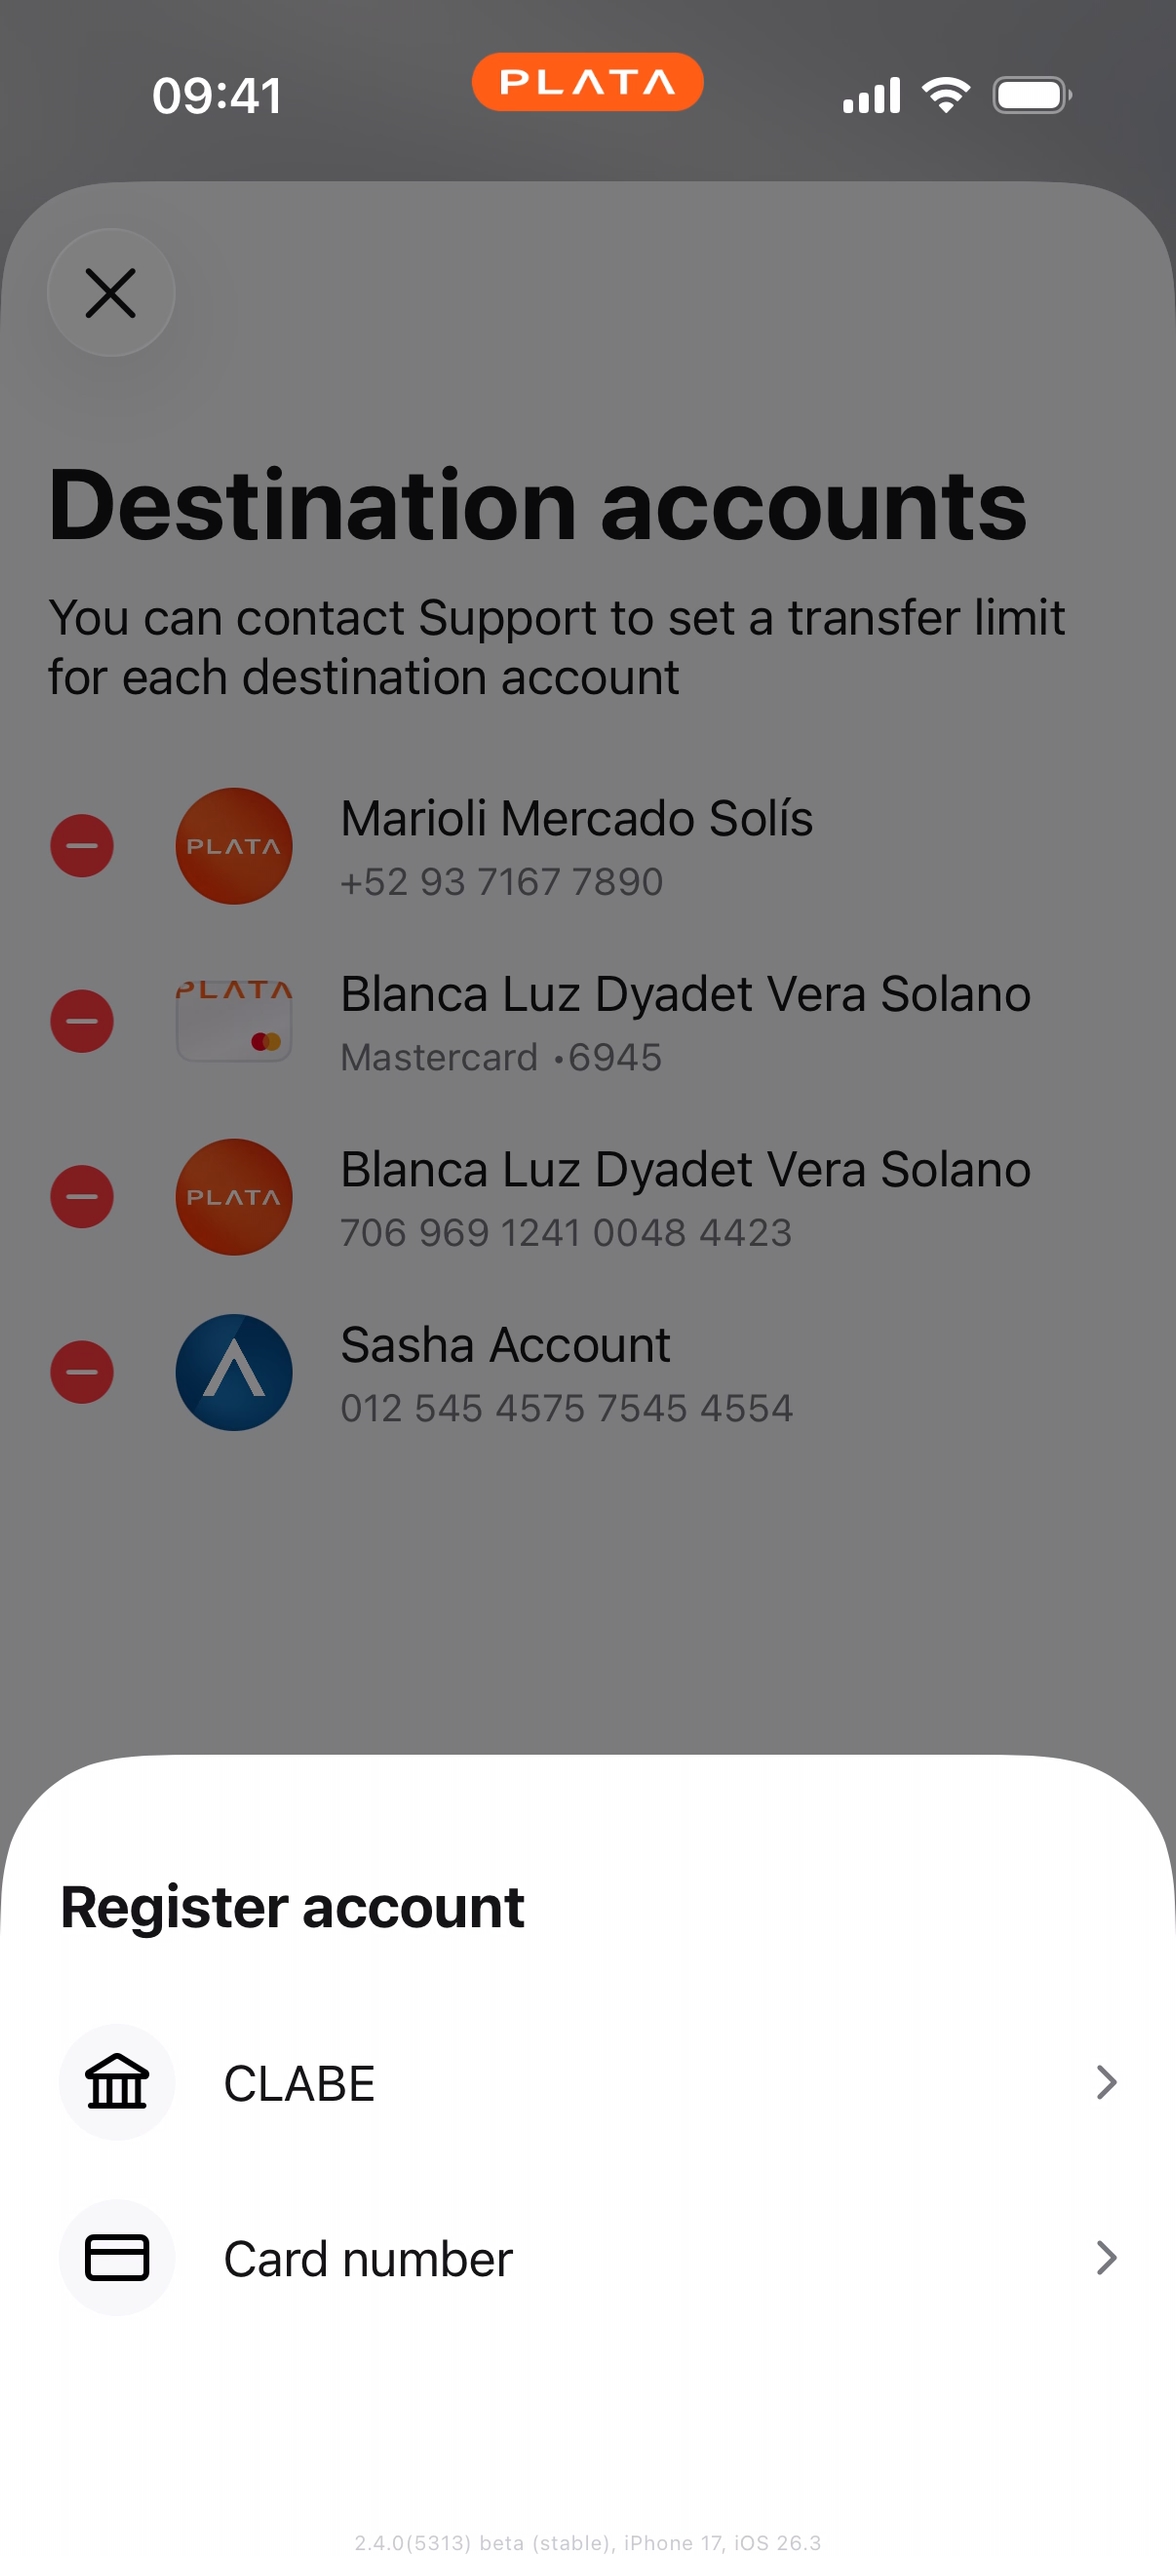 09:41
PLATA
Destination accounts
You can contact Support to set a transfer limit
for each destination account
PLATA
Marioli Mercado Solís
+52 93 7167 7890
PLATA
Blanca Luz Dyadet Vera Solano
Mastercard •6945
PLATA
Blanca Luz Dyadet Vera Solano
706 969 1241 0048 4423
Sasha Account
012 545 4575 7545 4554
Register account
CLABE
Card number
2.4.0(5313) beta (stable), iPhone 17, iOS 26.3